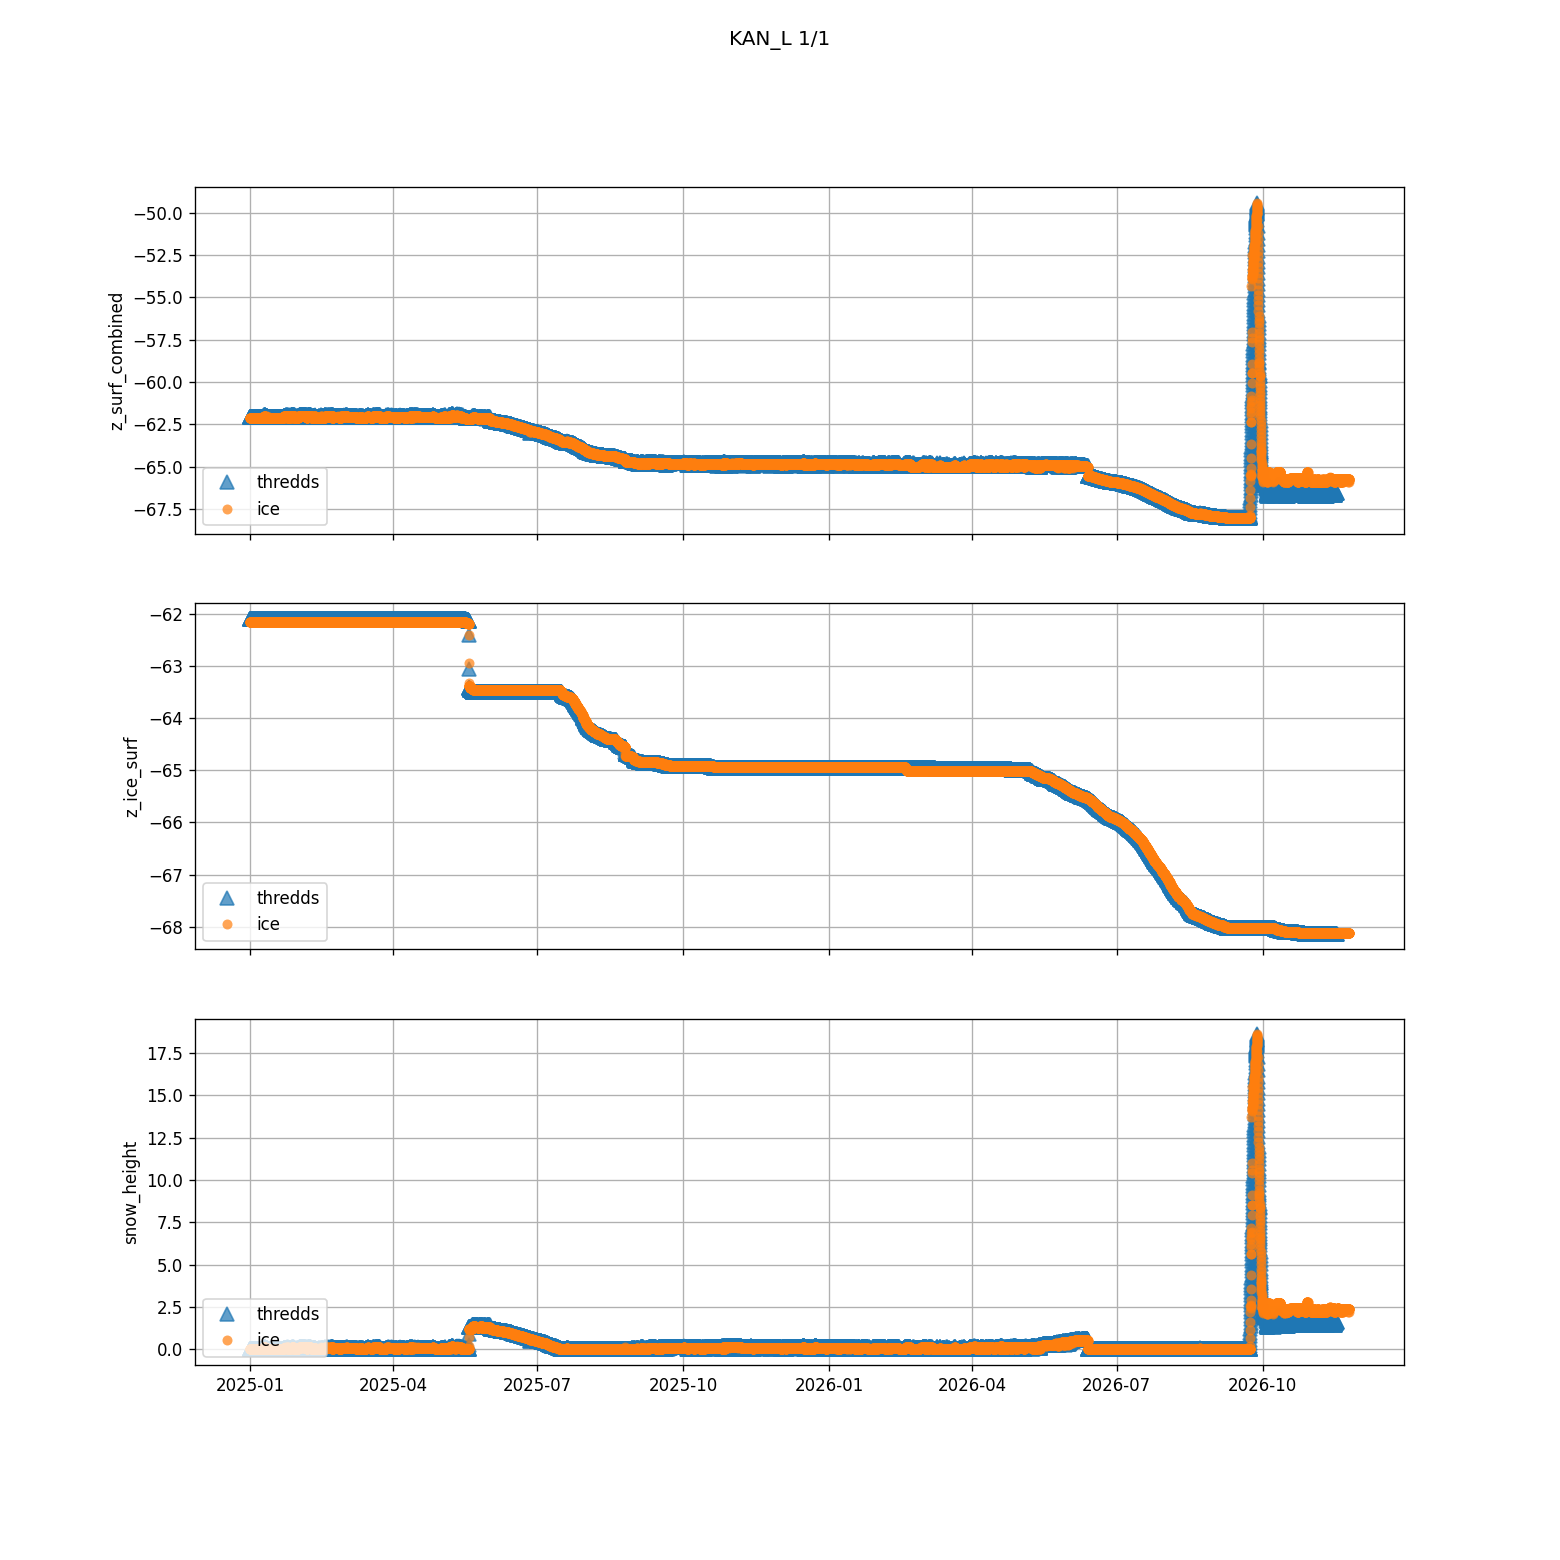 KAN_L 1/1
z_surf_combined
−50.0
−52.5
−55.0
−57.5
−60.0
−62.5
−65.0
−67.5
thredds
ice
z_ice_surf
−62
−63
−64
−65
−66
−67
−68
thredds
ice
snow_height
17.5
15.0
12.5
10.0
7.5
5.0
2.5
0.0
thredds
ice
2025-01 2025-04 2025-07 2025-10 2026-01 2026-04 2026-07 2026-10